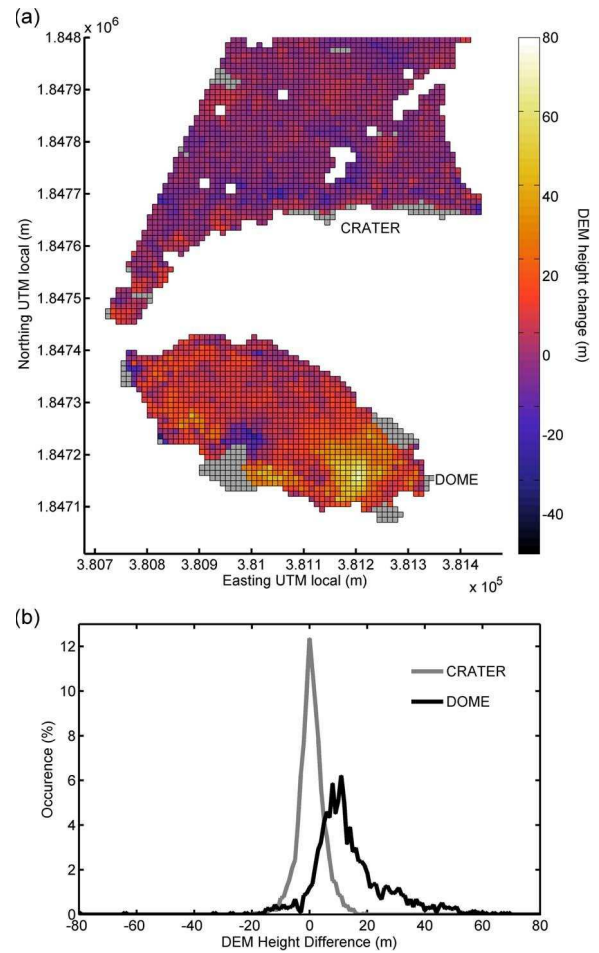 (a)
x 10⁶
1.848
1.8479
1.8478
1.8477
1.8476
1.8475
1.8474
1.8473
1.8472
1.8471
Northing UTM local (m)
CRATER
DOME
3.807 3.808 3.809 3.81 3.811 3.812 3.813 3.814
Easting UTM local (m)
x 10⁵
80
60
40
20
0
-20
-40
DEM height change (m)
(b)
12
10
8
6
4
2
0
Occurence (%)
CRATER
DOME
-80 -60 -40 -20 0 20 40 60 80
DEM Height Difference (m)